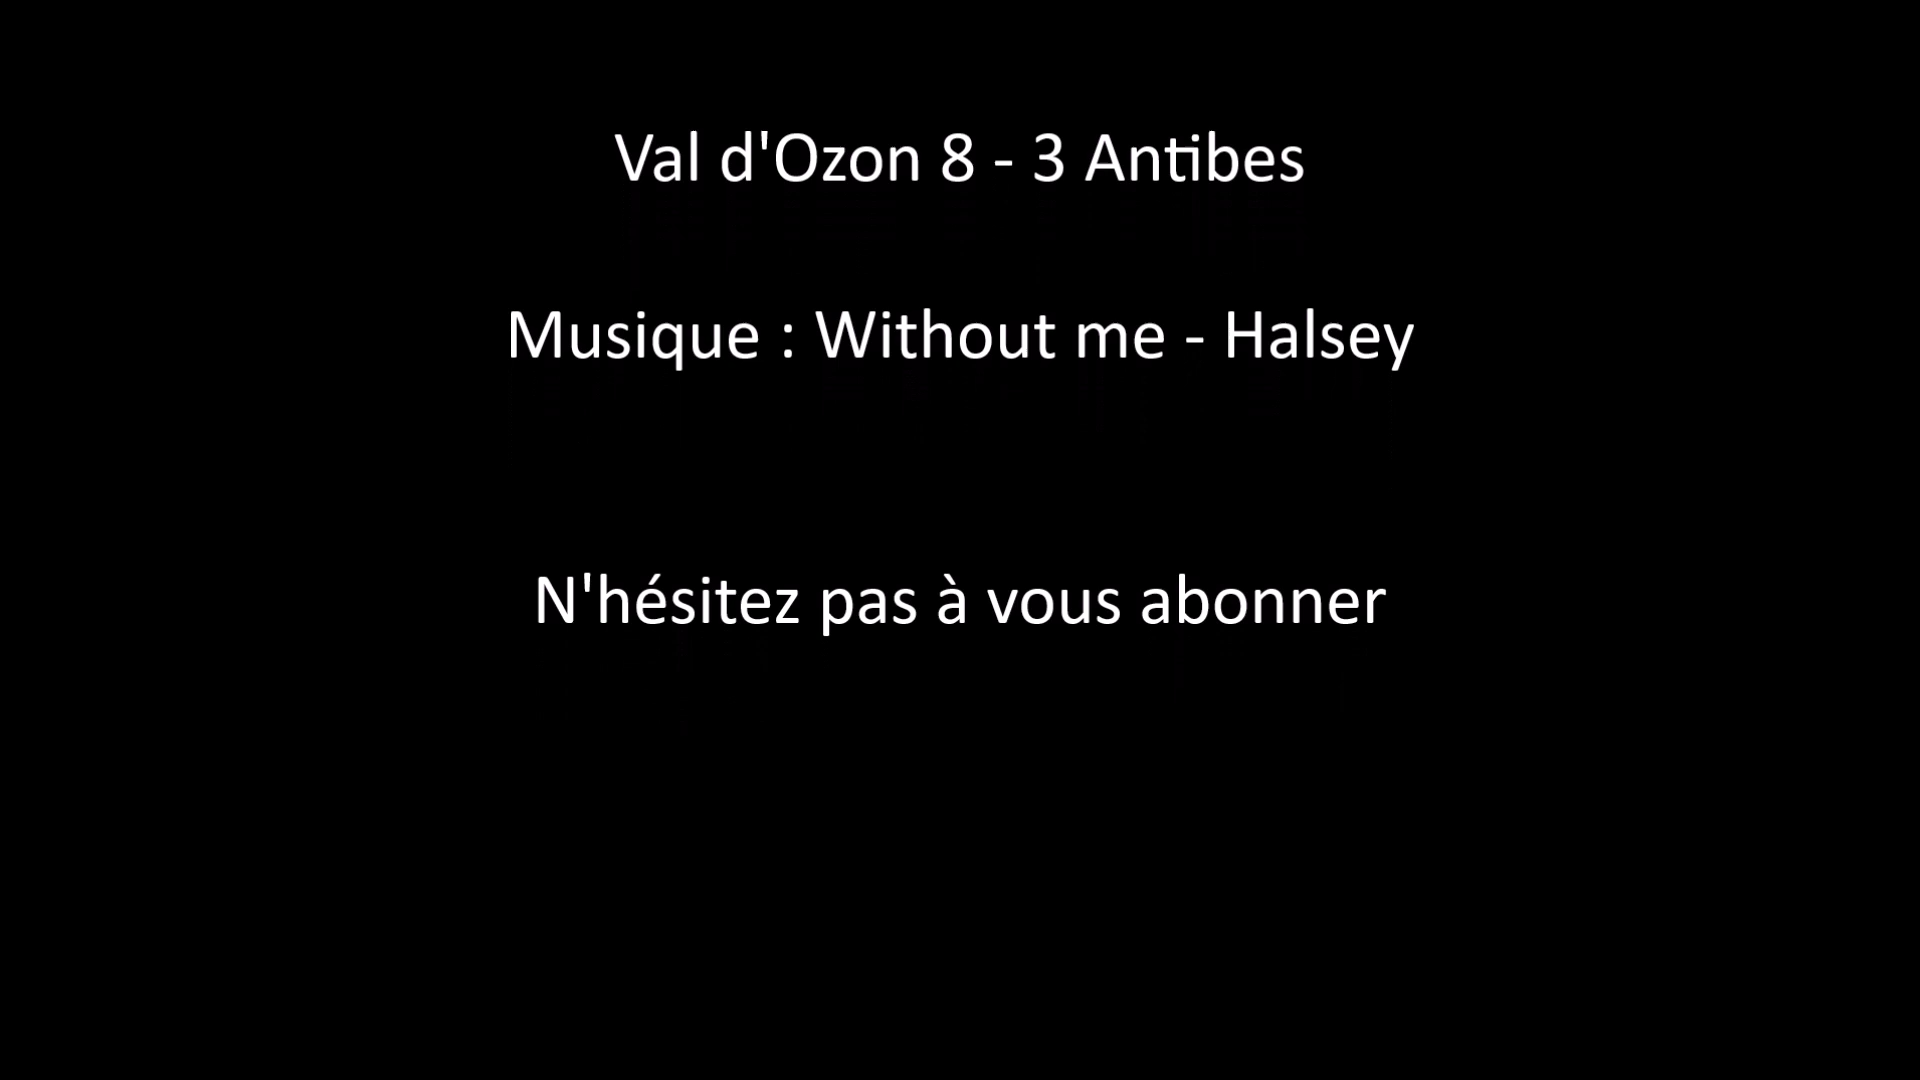 Val d'Ozon 8 - 3 Antibes
Musique : Without me - Halsey
N'hésitez pas à vous abonner